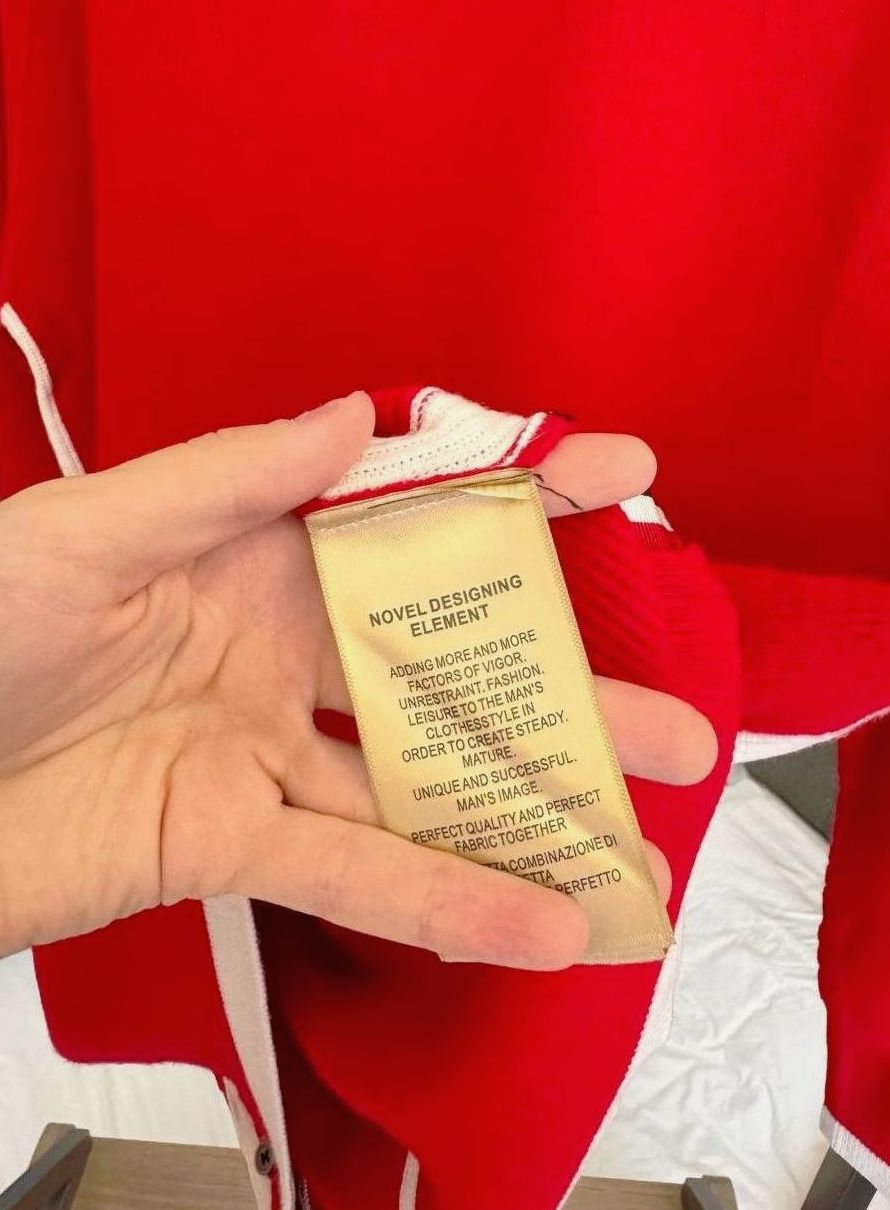 NOVEL DESIGNING
ELEMENT
ADDING MORE AND MORE
FACTORS OF VIGOR.
UNRESTRAINT. FASHION.
LEISURE TO THE MAN'S
CLOTHESSTYLE IN
ORDER TO CREATE STEADY.
MATURE.
UNIQUE AND SUCCESSFUL.
MAN'S IMAGE.
PERFECT QUALITY AND PERFECT
FABRIC TOGETHER
COMBINAZIONE DI
PERFETTO